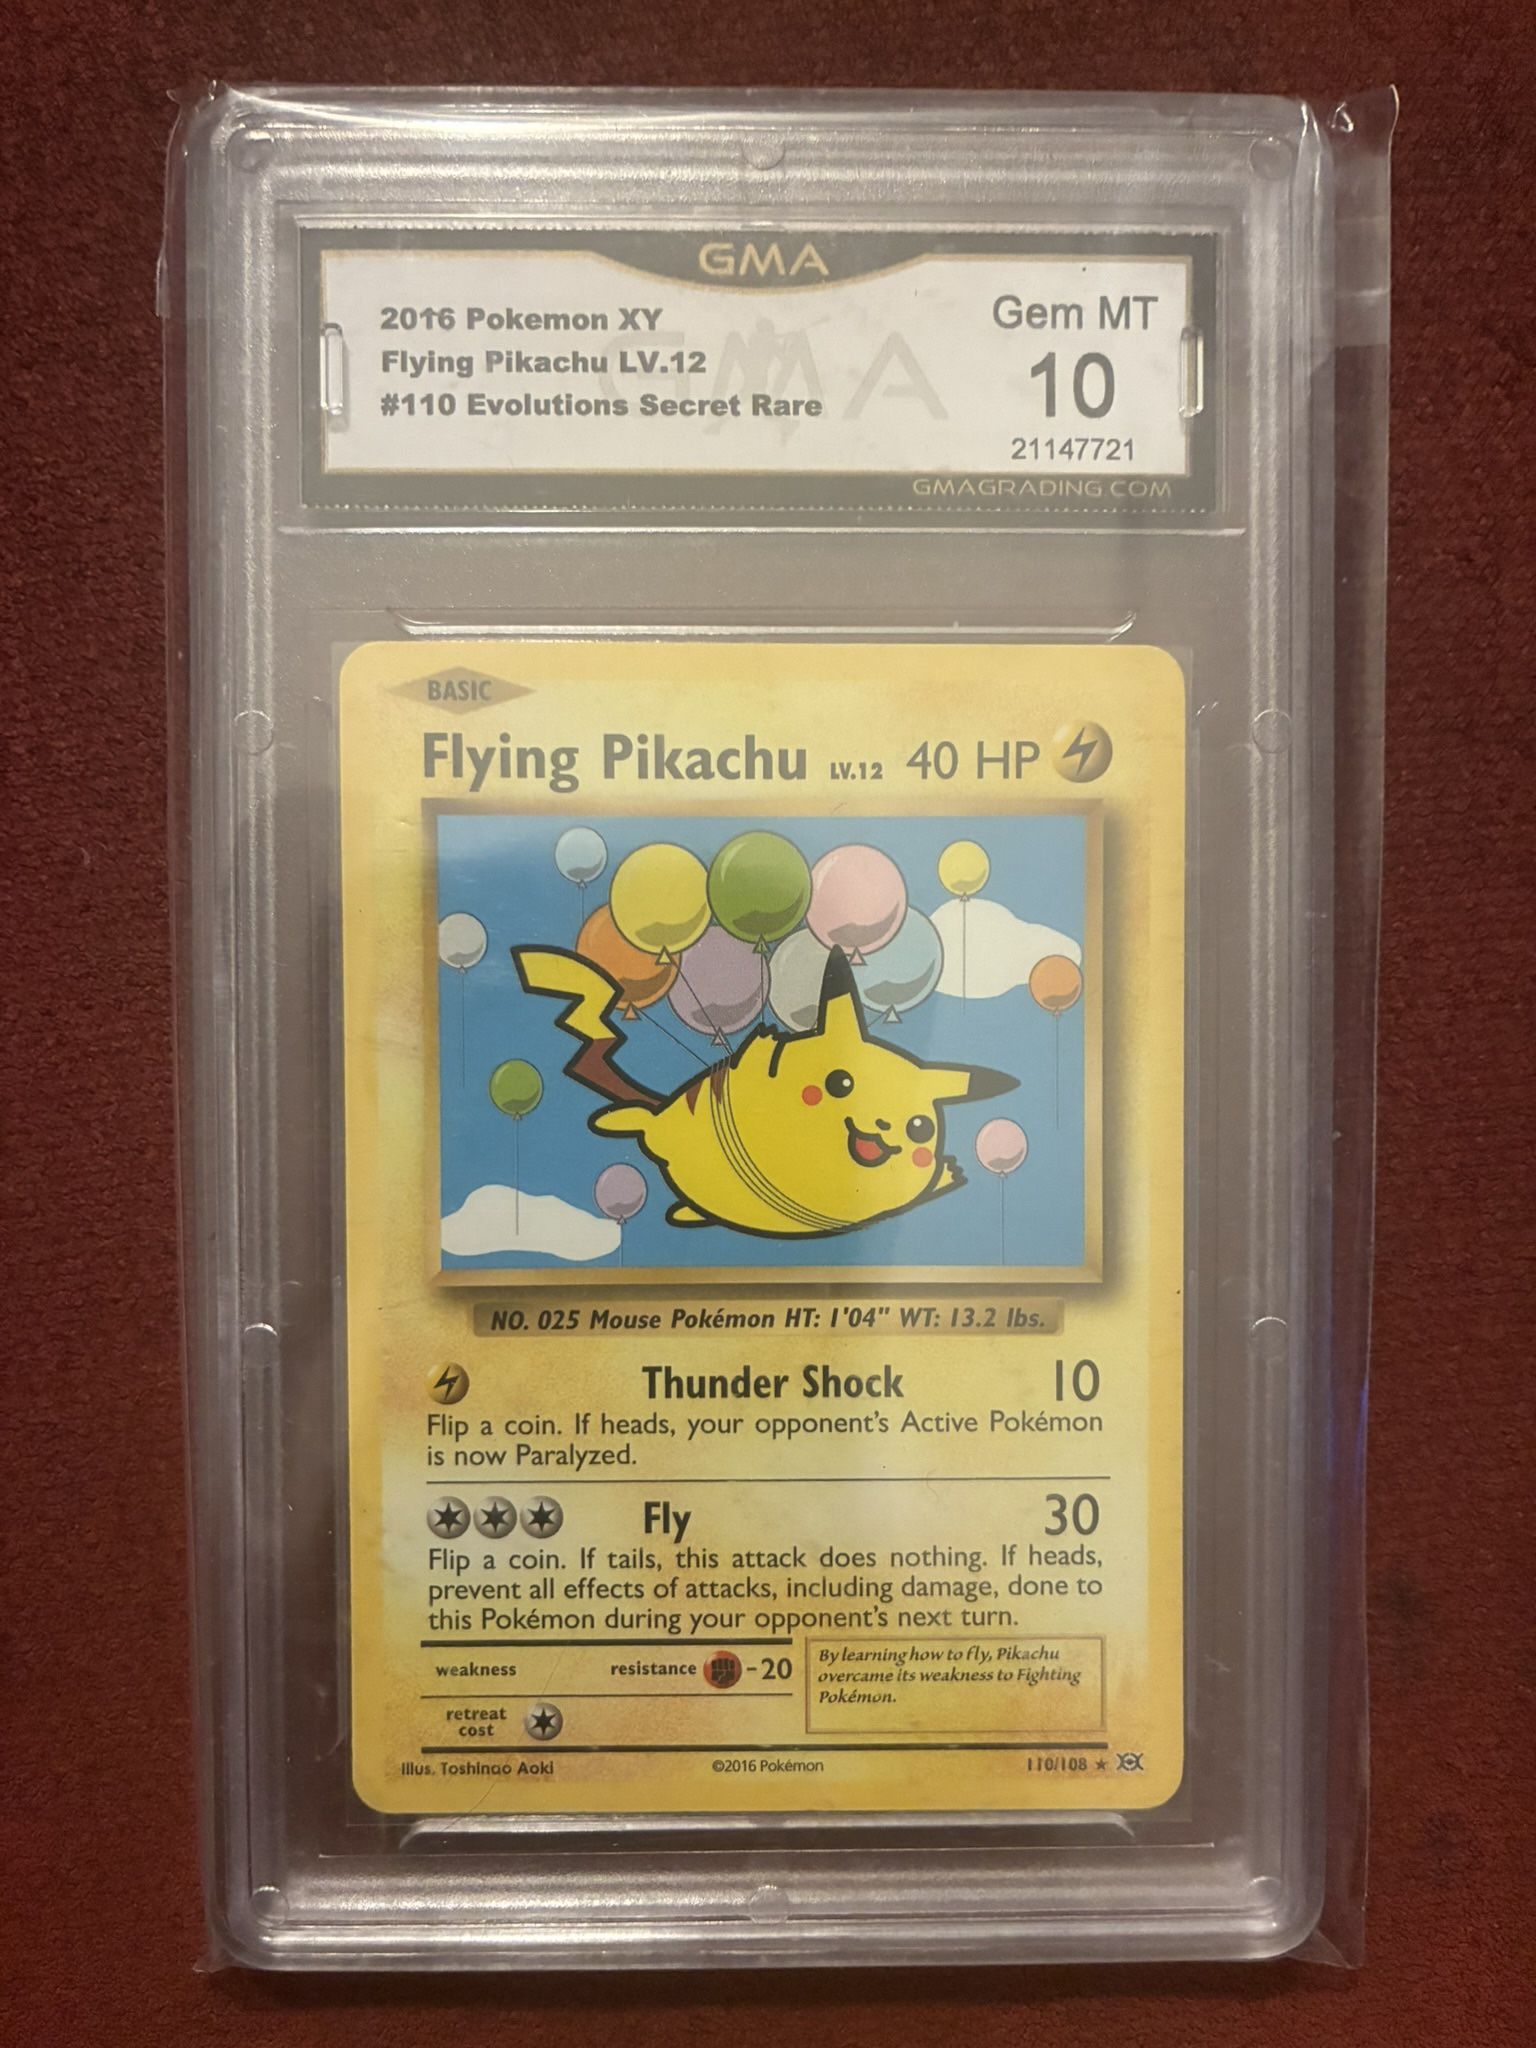 GMA
2016 Pokemon XY
Flying Pikachu LV.12
#110 Evolutions Secret Rare
Gem MT
10
21147721
GMA
GMAGRADING.COM
BASIC
Flying Pikachu LV.12 40 HP
NO. 025 Mouse Pokémon HT: 1'04" WT: 13.2 lbs.
Thunder Shock 10
Flip a coin. If heads, your opponent's Active Pokémon
is now Paralyzed.
Fly 30
Flip a coin. If tails, this attack does nothing. If heads,
prevent all effects of attacks, including damage, done to
this Pokémon during your opponent's next turn.
weakness resistance -20
retreat
cost
By learning how to fly, Pikachu
overcame its weakness to Fighting
Pokémon.
Illus. Toshinao Aoki ©2016 Pokémon 110/108 ★